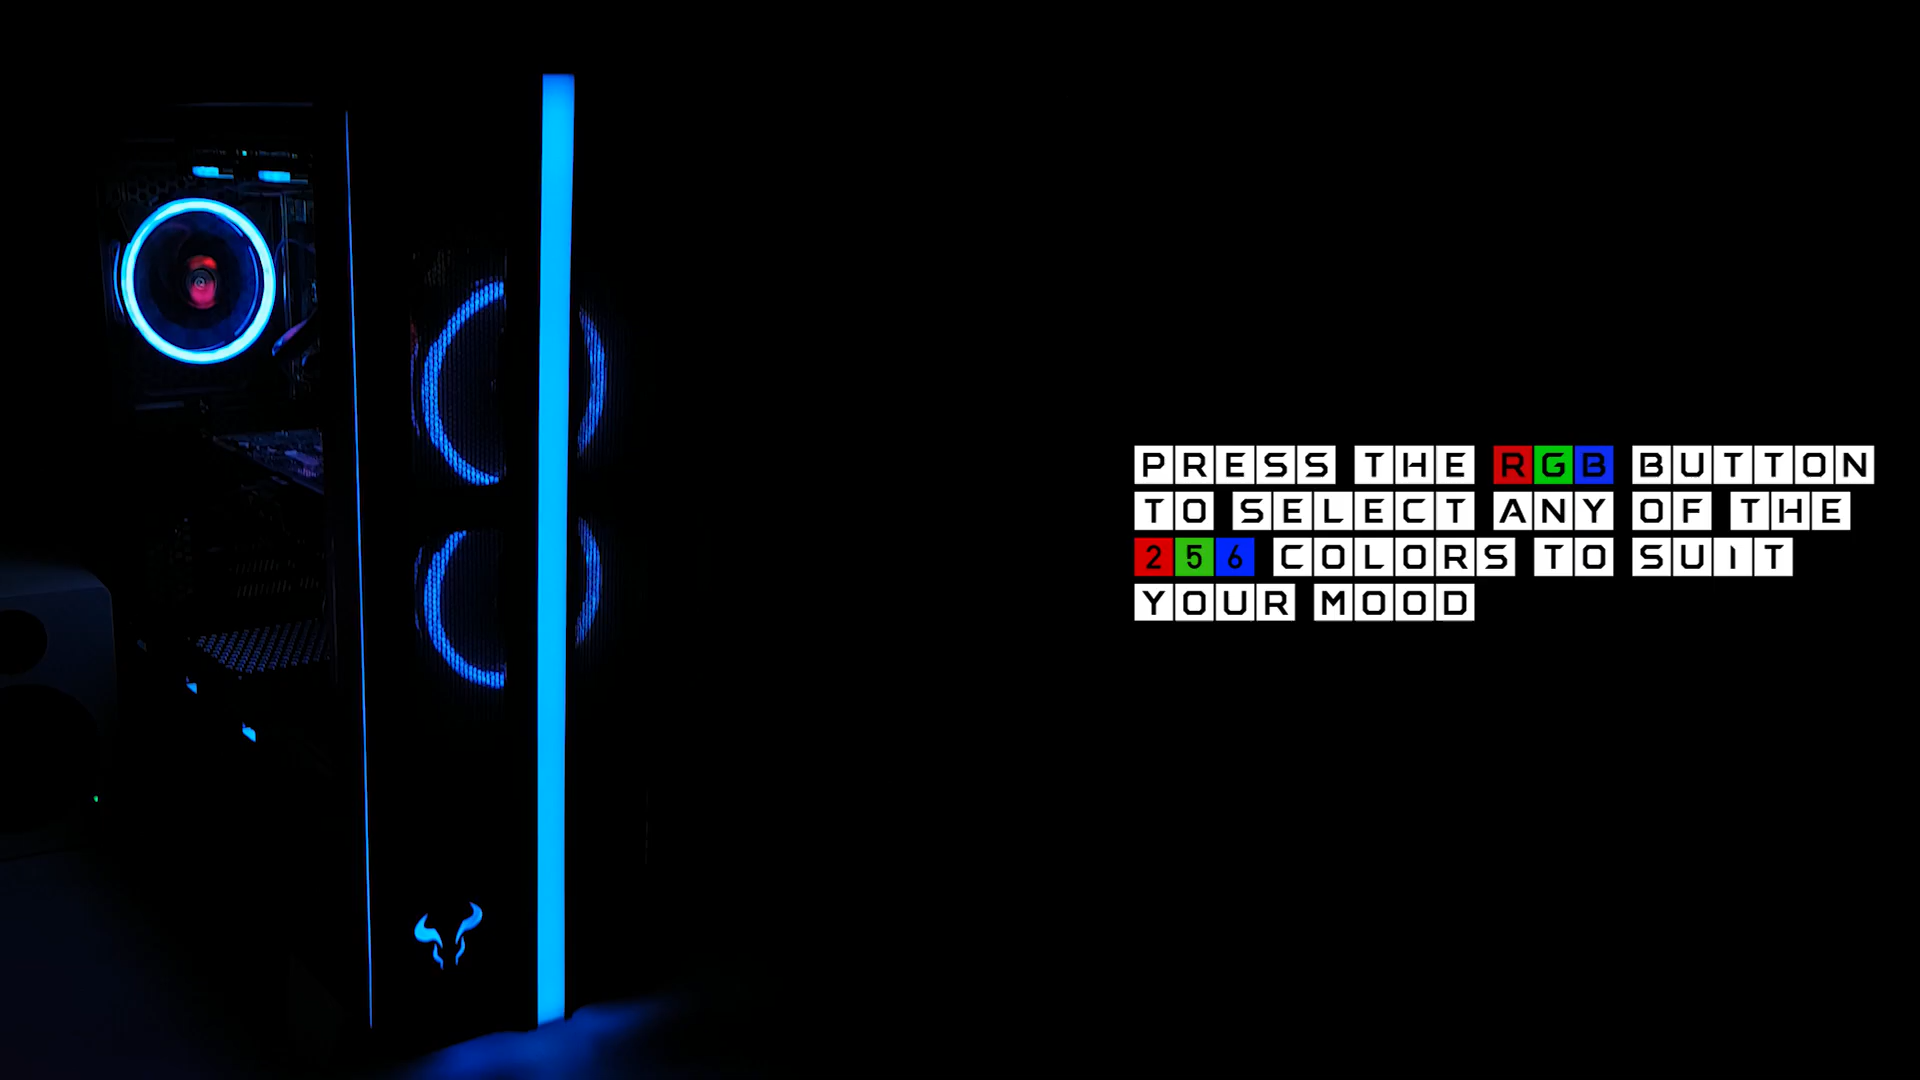 PRESS THE RGB BUTTON
TO SELECT ANY OF THE
256 COLORS TO SUIT
YOUR MOOD